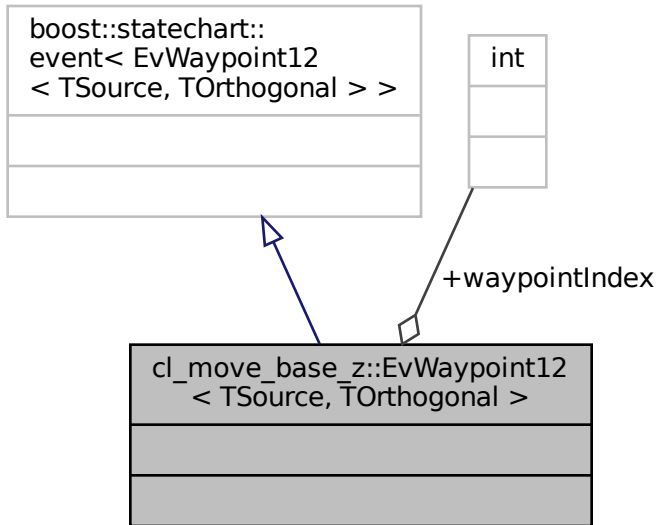 boost::statechart::
event< EvWaypoint12
< TSource, TOrthogonal > >
int
+waypointIndex
cl_move_base_z::EvWaypoint12
< TSource, TOrthogonal >